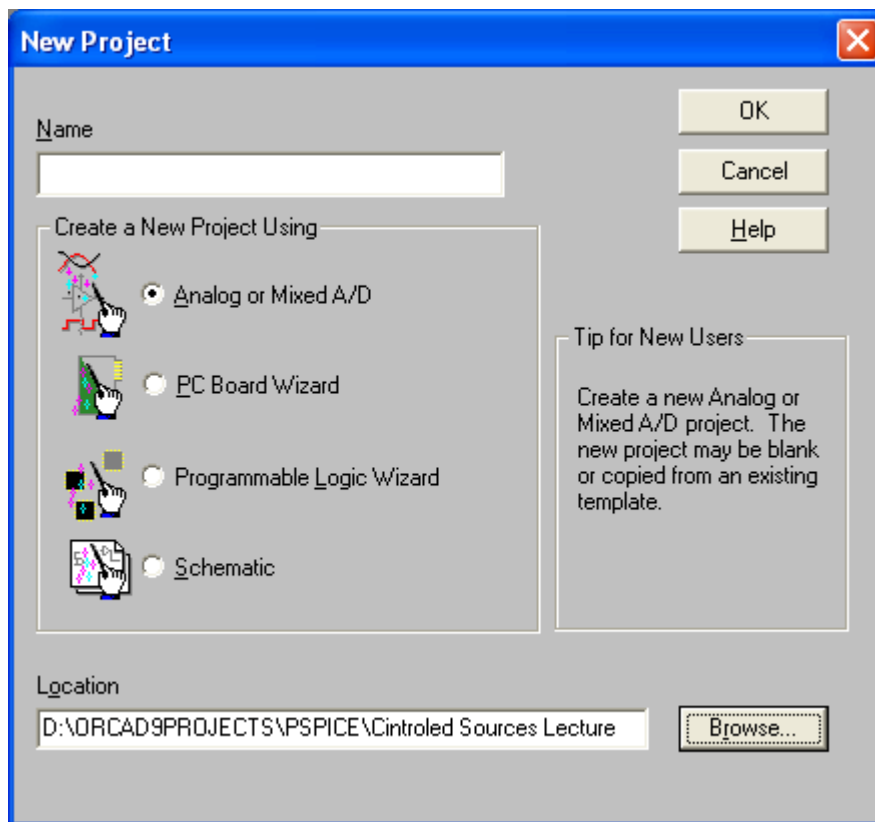 New Project
Name
OK
Cancel
Help
Create a New Project Using
Analog or Mixed A/D
PC Board Wizard
Programmable Logic Wizard
Schematic
Tip for New Users
Create a new Analog or
Mixed A/D project. The
new project may be blank
or copied from an existing
template.
Location
D:\ORCAD9PROJECTS\PSPICE\Cintroled Sources Lecture
Browse...